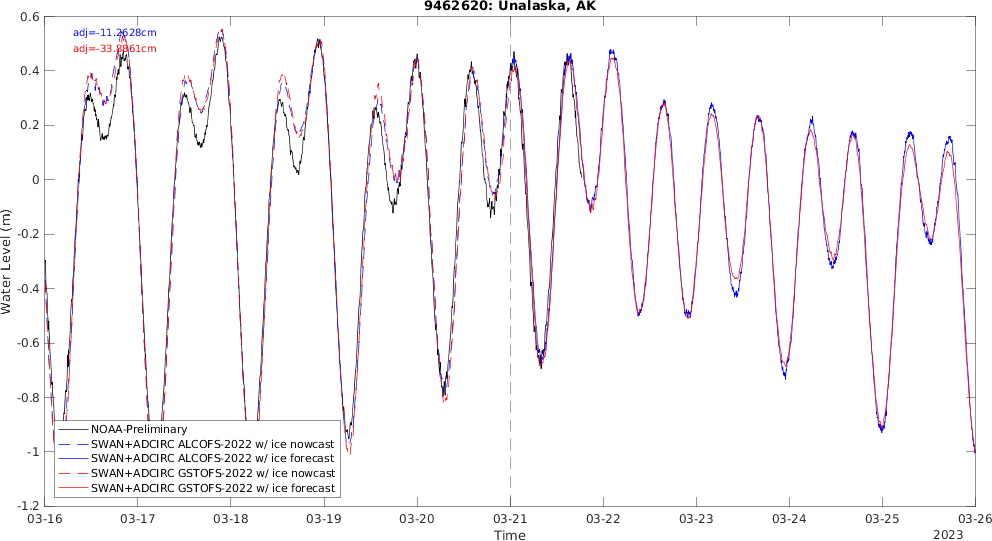 9462620: Unalaska, AK
adj=-11.2628cm
adj=-33.8961cm
0.6
0.4
0.2
0
-0.2
-0.4
-0.6
-0.8
-1
-1.2
Water Level (m)
NOAA-Preliminary
SWAN+ADCIRC ALCOFS-2022 w/ ice nowcast
SWAN+ADCIRC ALCOFS-2022 w/ ice forecast
SWAN+ADCIRC GSTOFS-2022 w/ ice nowcast
SWAN+ADCIRC GSTOFS-2022 w/ ice forecast
03-16 03-17 03-18 03-19 03-20 03-21 03-22 03-23 03-24 03-25 03-26
Time
2023